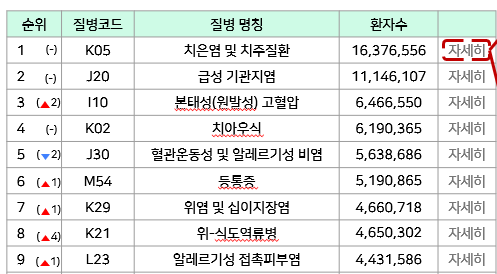 순위 질병코드 질병 명칭 환자수
1 (-) K05 치은염 및 치주질환 16,376,556 자세히
2 (-) J20 급성 기관지염 11,146,107 자세히
3 (▲2) I10 본태성(원발성) 고혈압 6,466,550 자세히
4 (-) K02 치아우식 6,190,365 자세히
5 (▼2) J30 혈관운동성 및 알레르기성 비염 5,638,686 자세히
6 (▲1) M54 등통증 5,190,865 자세히
7 (▲1) K29 위염 및 십이지장염 4,660,718 자세히
8 (▲4) K21 위-식도역류병 4,650,302 자세히
9 (▲1) L23 알레르기성 접촉피부염 4,431,586 자세히